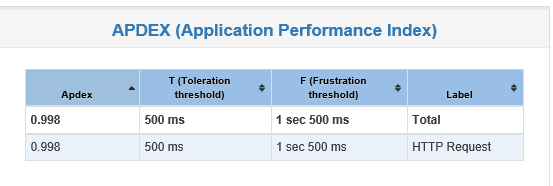 APDEX (Application Performance Index)
Apdex T (Toleration threshold) F (Frustration threshold) Label
0.998 500 ms 1 sec 500 ms Total
0.998 500 ms 1 sec 500 ms HTTP Request